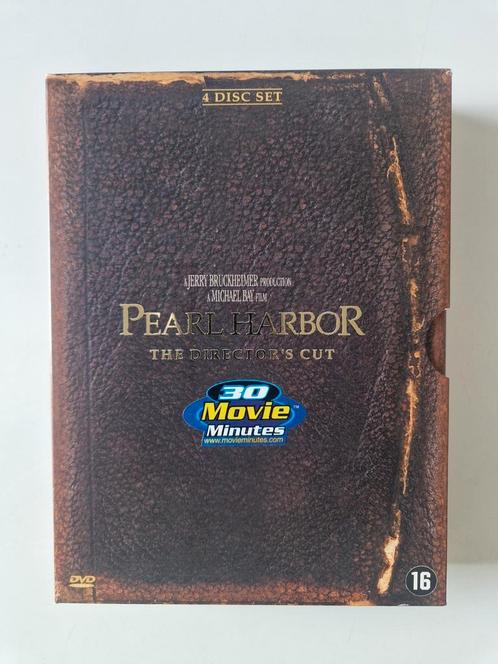 4 DISC SET
A JERRY BRUCKHEIMER PRODUCTION
A MICHAEL BAY FILM
PEARL HARBOR
THE DIRECTOR'S CUT
30
Movie™
Minutes
www.movieminutes.com
DVD
16